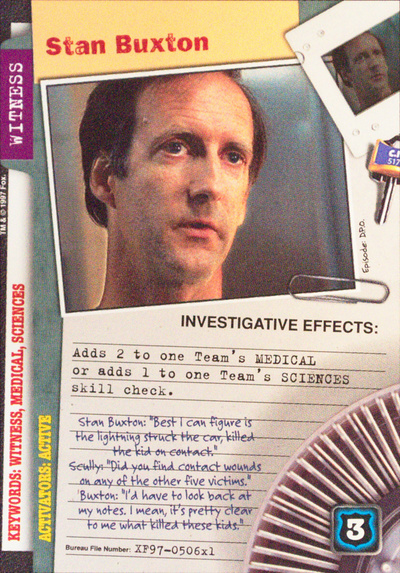 Stan Buxton
WITNESS
TM & © 1997 Fox.
KEYWORDS: WITNESS, MEDICAL, SCIENCES
ACTIVATORS: ACTIVE
517
Episode: D.P.O.
INVESTIGATIVE EFFECTS:
Adds 2 to one Team's MEDICAL
or adds 1 to one Team's SCIENCES
skill check.
Stan Buxton: "Best I can figure is
the lightning struck the car, killed
the kid on contact."
Scully: "Did you find contact wounds
on any of the other five victims."
Buxton: "I'd have to look back at
my notes. I mean, it's pretty clear
to me what killed these kids."
3
Bureau File Number: XF97-0506x1